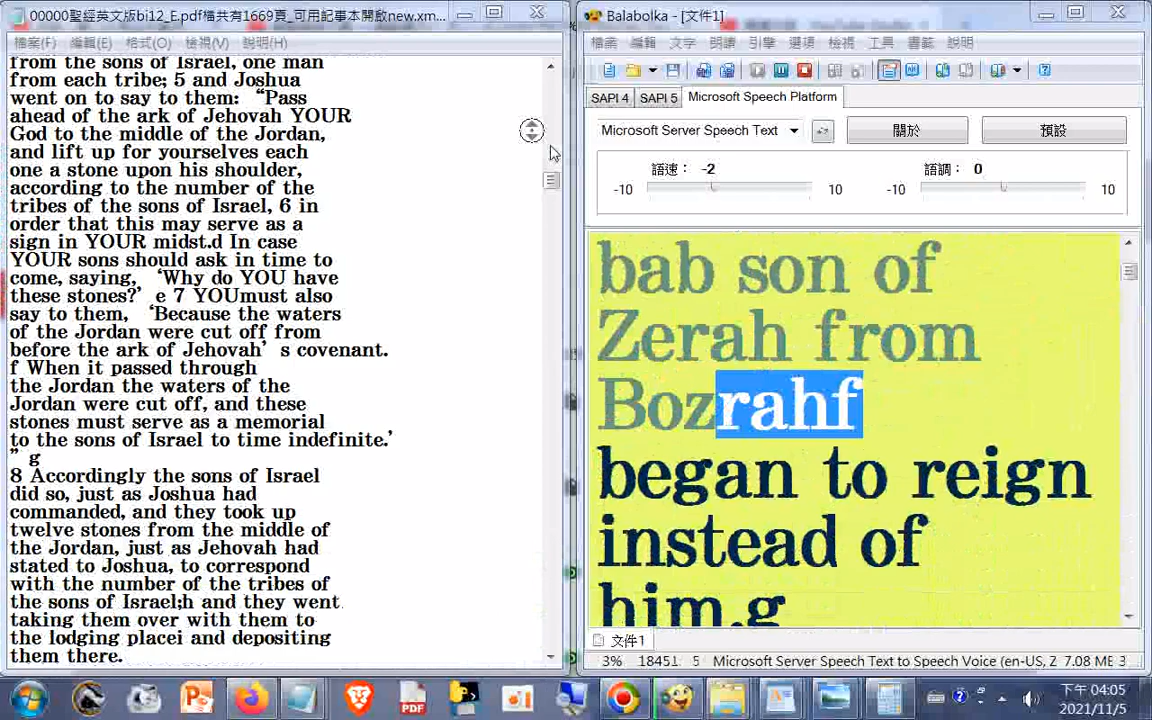 00000聖經英文版bi12_E.pdf檔共有1669頁_可用記事本開啟new.xm...
檔案(F) 編輯(E) 格式(O) 檢視(V) 說明(H)
from the sons of Israel, one man
from each tribe; 5 and Joshua
went on to say to them: “Pass
ahead of the ark of Jehovah YOUR
God to the middle of the Jordan,
and lift up for yourselves each
one a stone upon his shoulder,
according to the number of the
tribes of the sons of Israel, 6 in
order that this may serve as a
sign in YOUR midst.d In case
YOUR sons should ask in time to
come, saying, ‘Why do YOU have
these stones?’ e 7 YOUmust also
say to them, ‘Because the waters
of the Jordan were cut off from
before the ark of Jehovah’s covenant.
f When it passed through
the Jordan the waters of the
Jordan were cut off, and these
stones must serve as a memorial
to the sons of Israel to time indefinite.’
” g
8 Accordingly the sons of Israel
did so, just as Joshua had
commanded, and they took up
twelve stones from the middle of
the Jordan, just as Jehovah had
stated to Joshua, to correspond
with the number of the tribes of
the sons of Israel;h and they went
taking them over with them to
the lodging placei and depositing
them there.
Balabolka - [文件1]
檔案 編輯 文字 朗讀 引擎 選項 檢視 工具 書籤 說明
SAPI 4 SAPI 5 Microsoft Speech Platform
Microsoft Server Speech Text 關於 預設
語速: -2 語調: 0
-10 10 -10 10
bab son of
Zerah from
Bozrahf
began to reign
instead of
him.g
文件1
3% 18451. 5 Microsoft Server Speech Text to Speech Voice (en-US, Z 7.08 ME 3
PDF
下午 04:05
2021/11/5